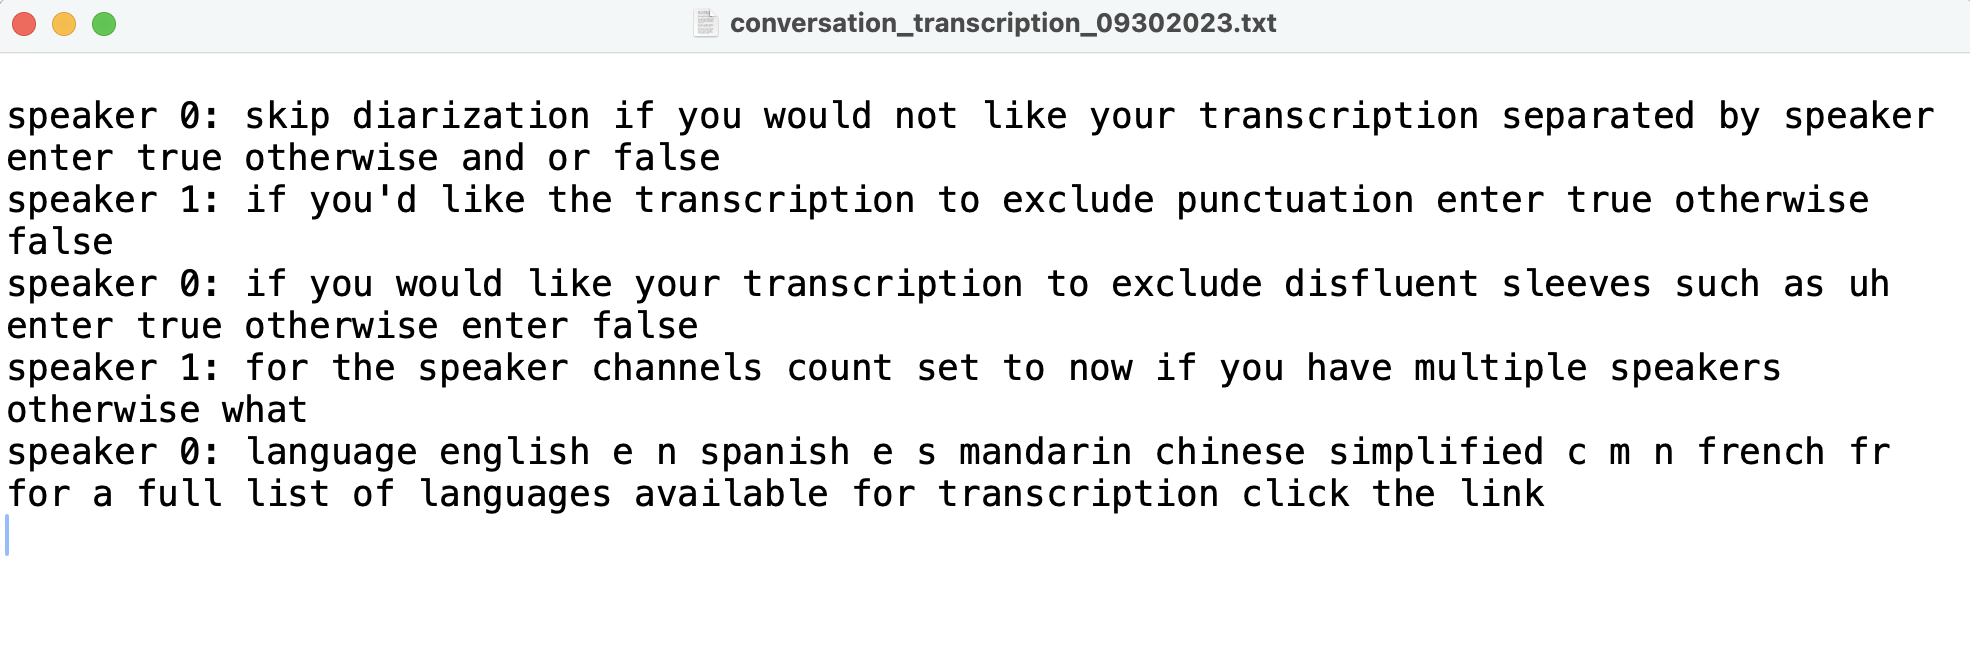 conversation_transcription_09302023.txt
speaker 0: skip diarization if you would not like your transcription separated by speaker
enter true otherwise and or false
speaker 1: if you'd like the transcription to exclude punctuation enter true otherwise
false
speaker 0: if you would like your transcription to exclude disfluent sleeves such as uh
enter true otherwise enter false
speaker 1: for the speaker channels count set to now if you have multiple speakers
otherwise what
speaker 0: language english e n spanish e s mandarin chinese simplified c m n french fr
for a full list of languages available for transcription click the link